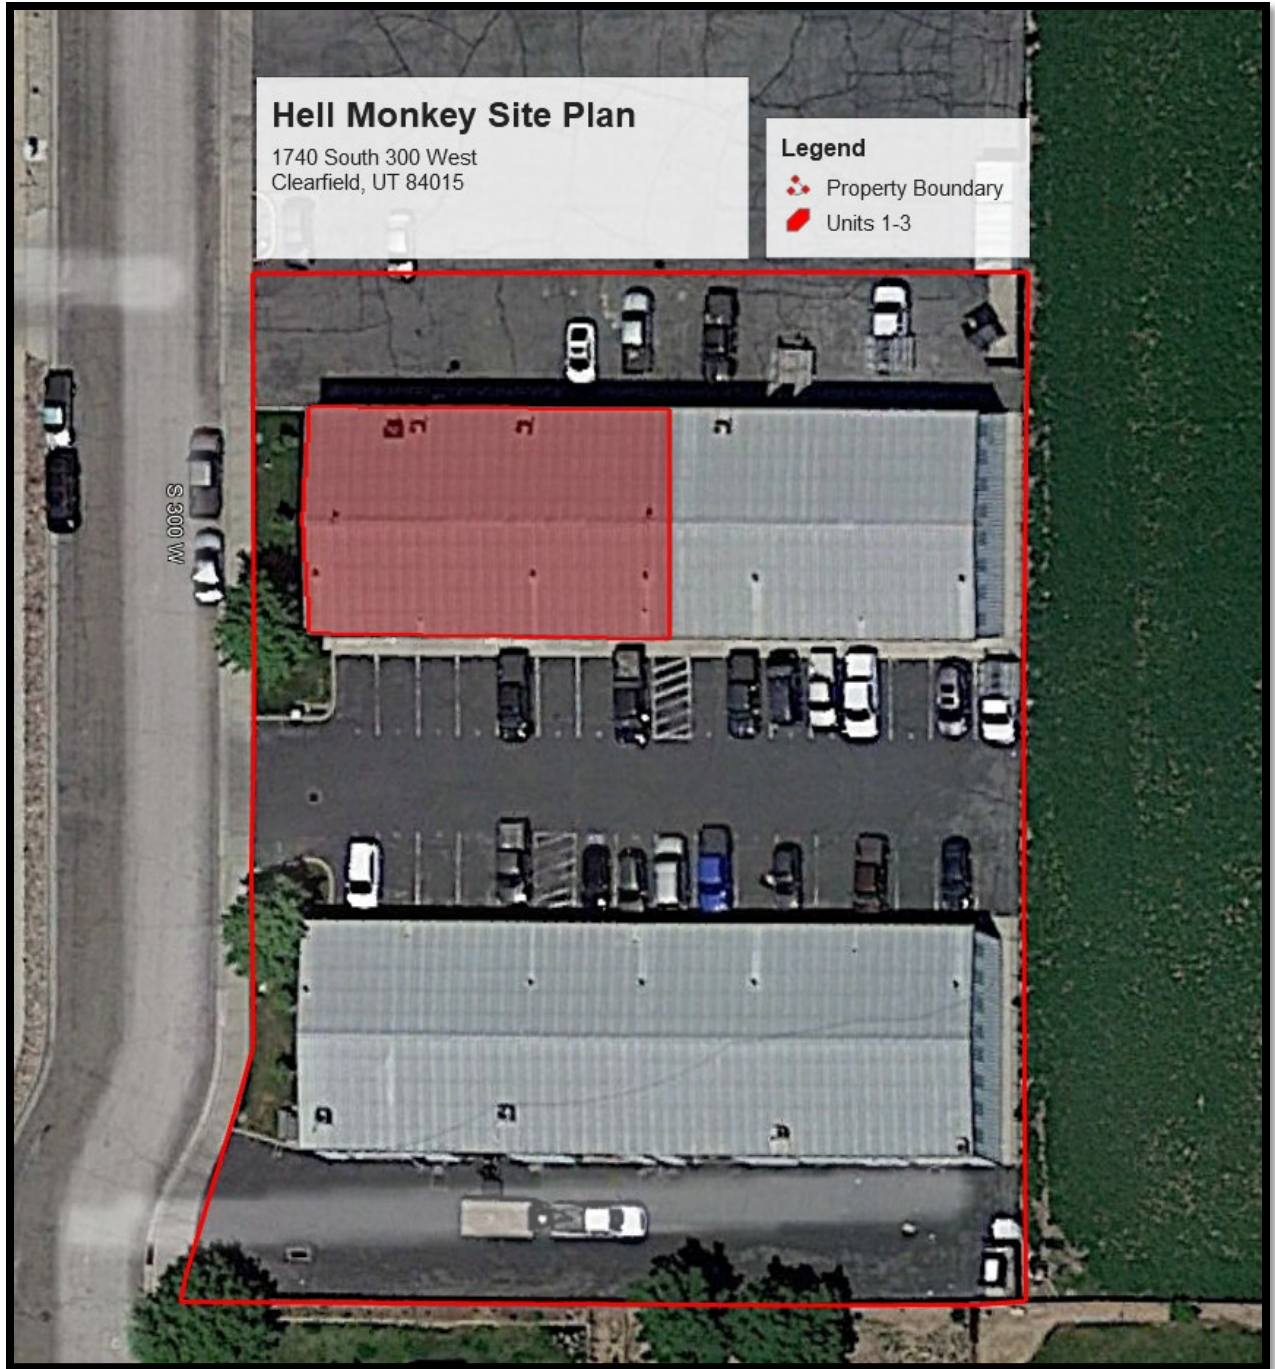 Hell Monkey Site Plan
1740 South 300 West
Clearfield, UT 84015
Legend
Property Boundary
Units 1-3
S 300 W